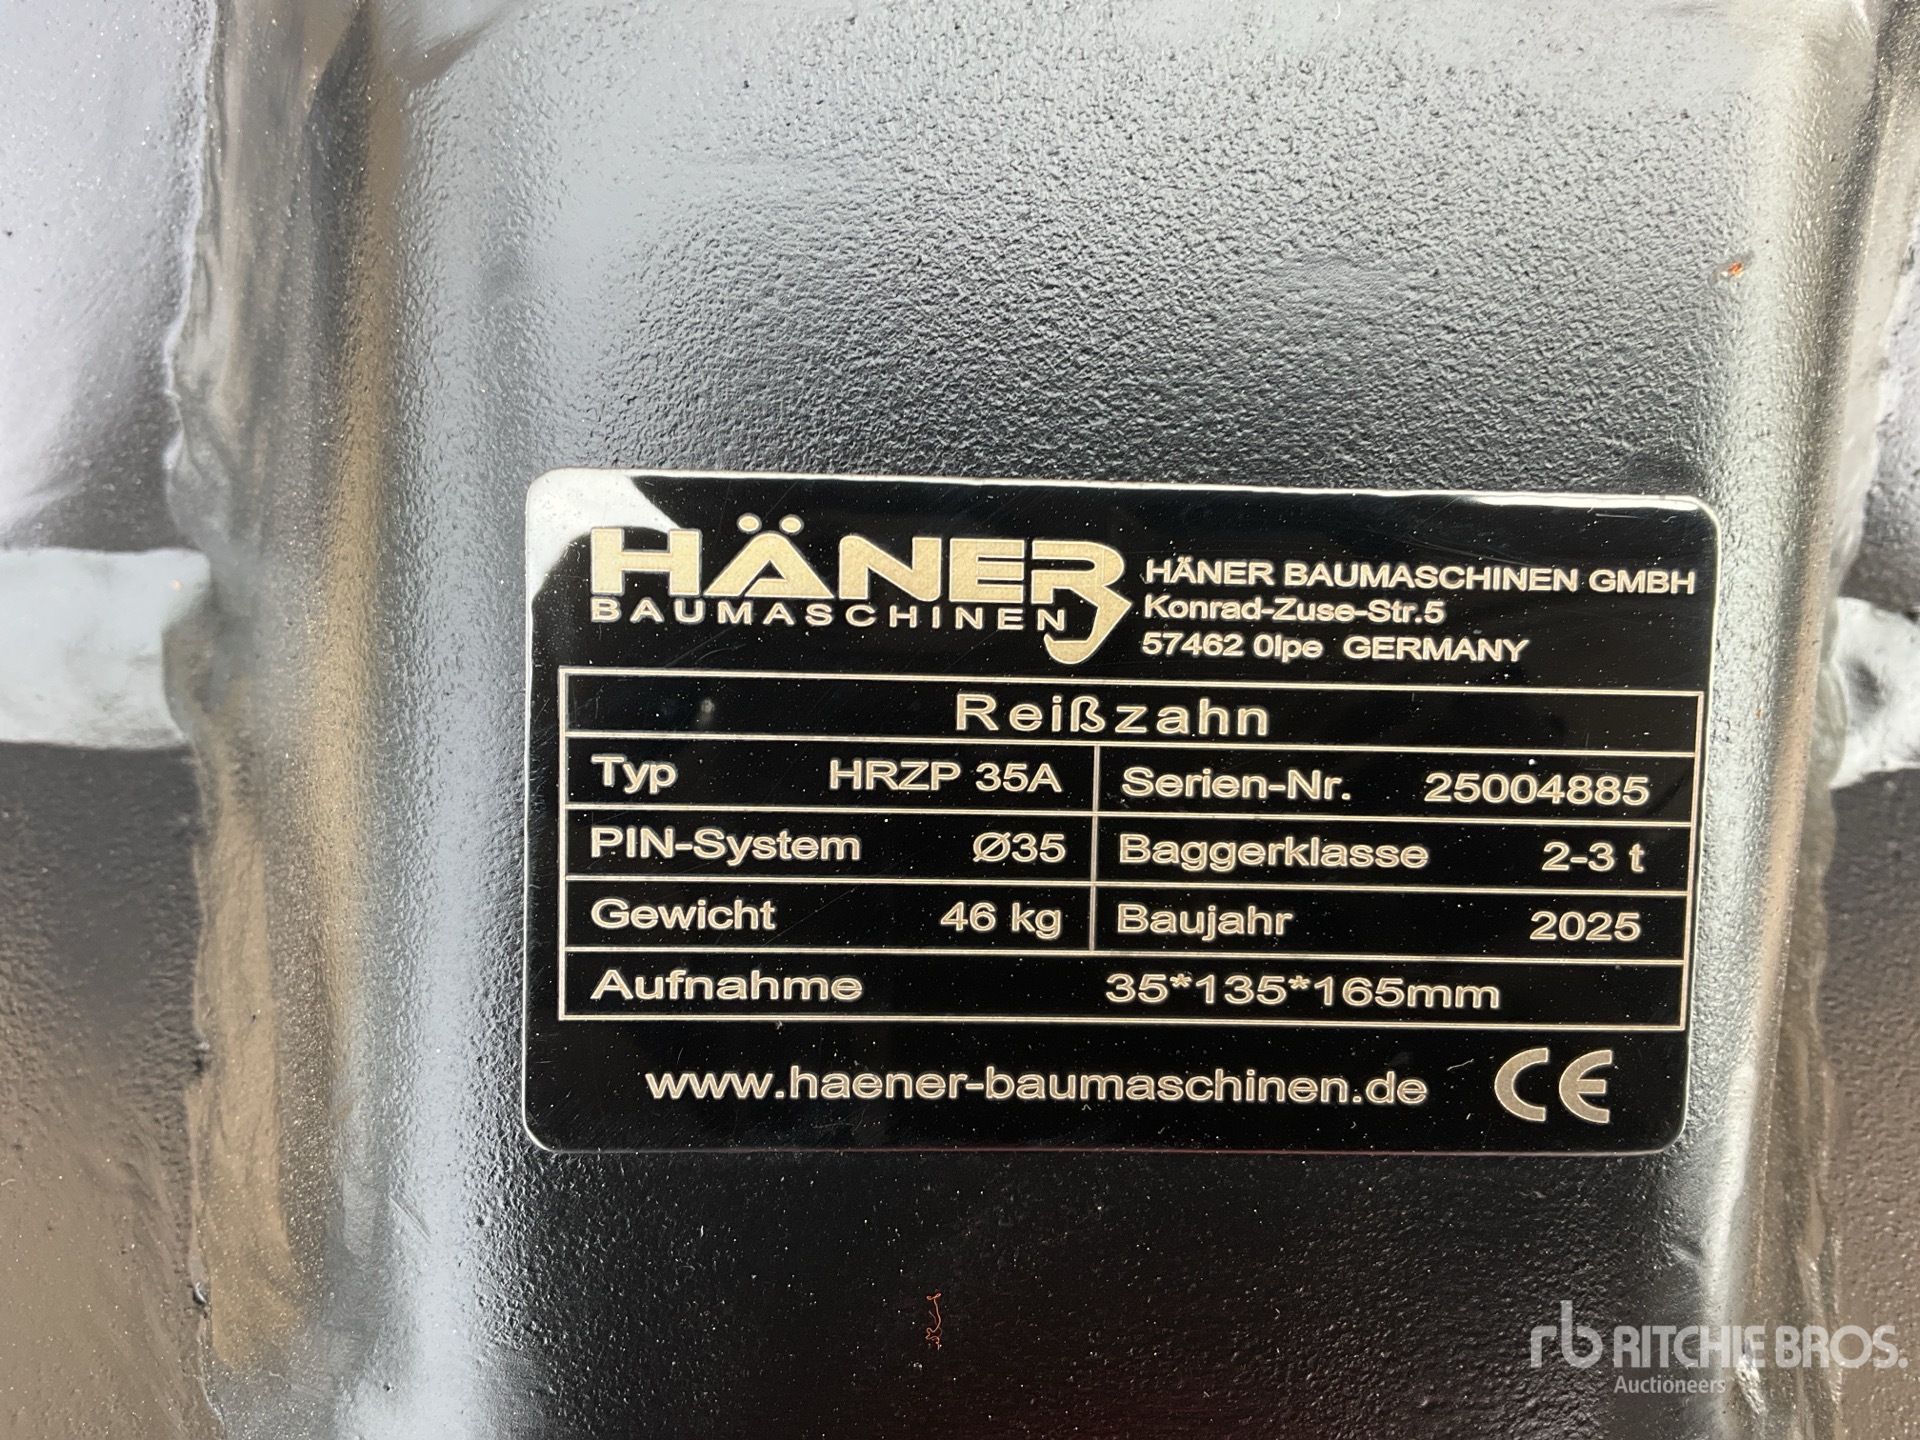 HÄNER
BAUMASCHINEN
HÄNER BAUMASCHINEN GMBH
Konrad-Zuse-Str.5
57462 Olpe GERMANY
Reißzahn
Typ HRZP 35A Serien-Nr. 25004885
PIN-System Ø35 Baggerklasse 2-3 t
Gewicht 46 kg Baujahr 2025
Aufnahme 35*135*165mm
www.haener-baumaschinen.de CE
rb RITCHIE BROS.
Auctioneers